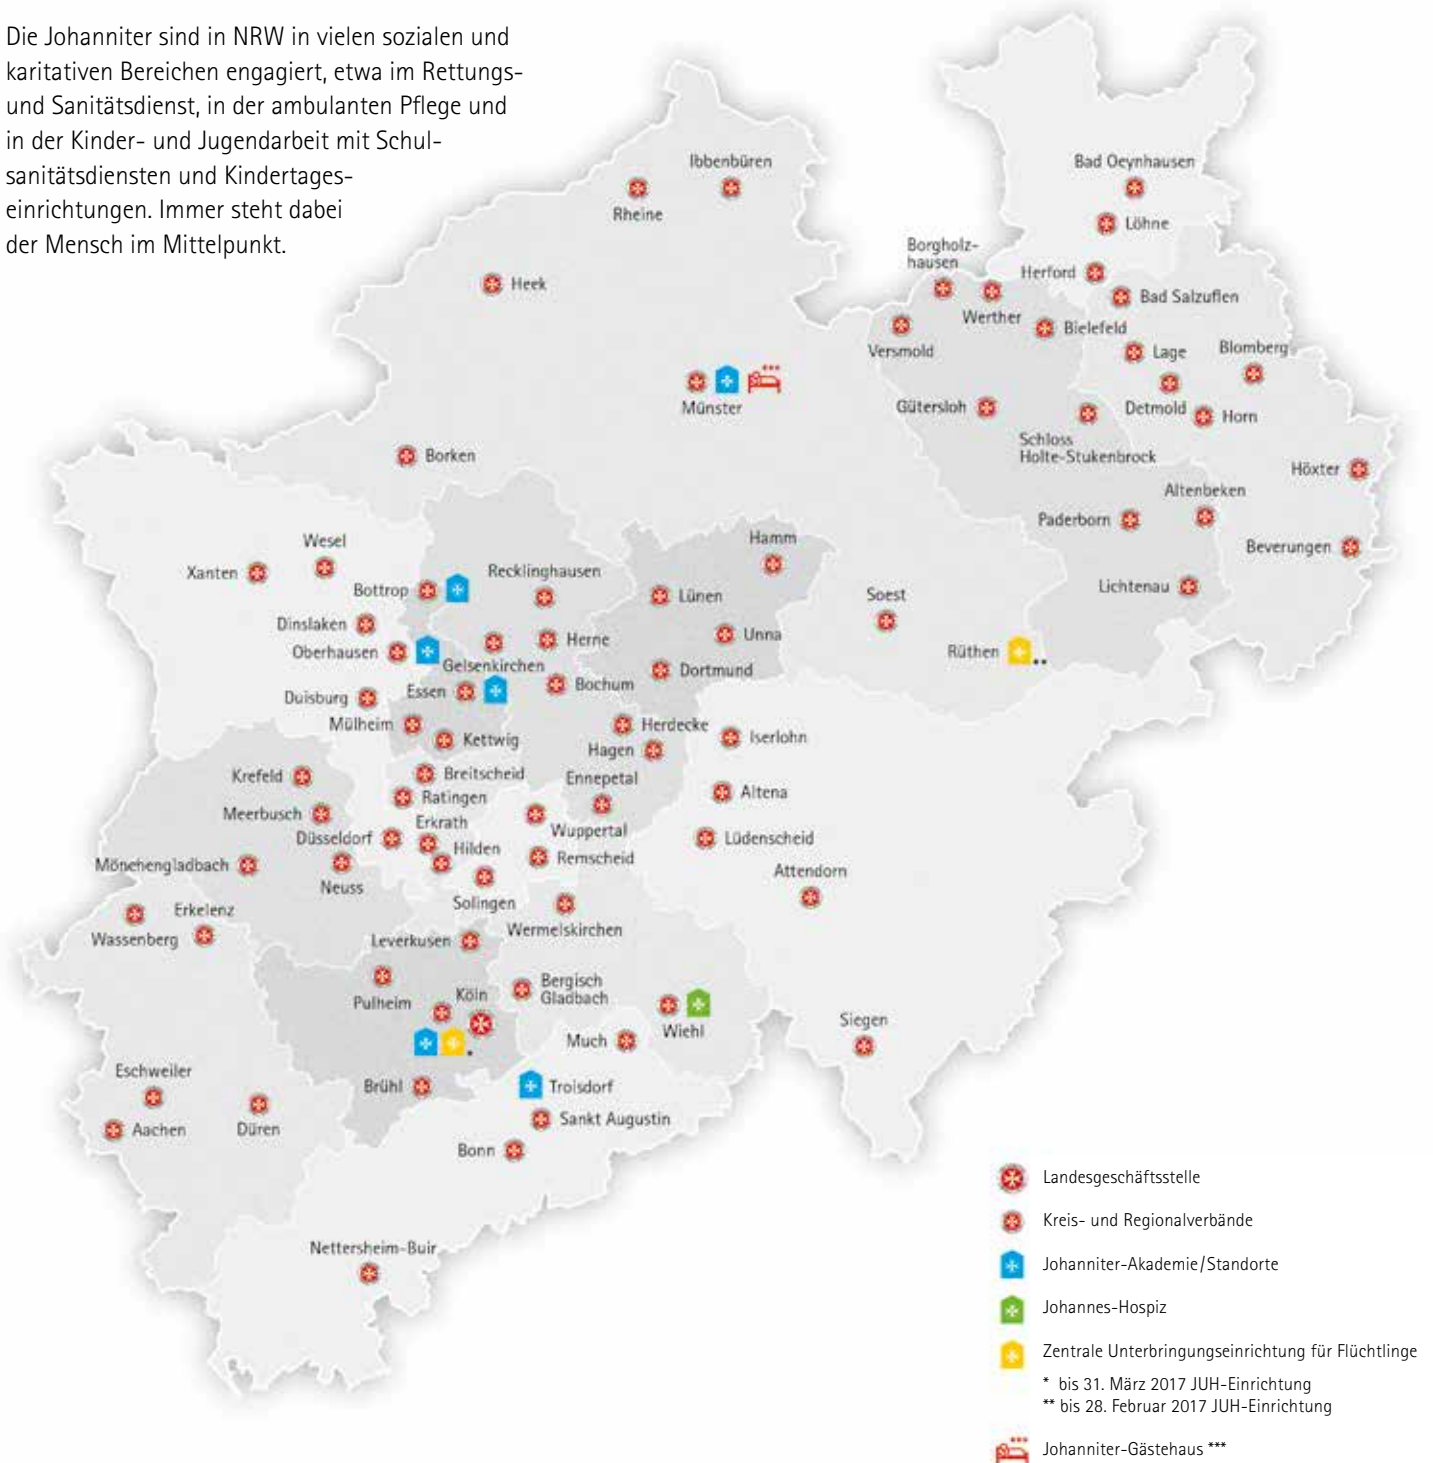 Die Johanniter sind in NRW in vielen sozialen und
karitativen Bereichen engagiert, etwa im Rettungs-
und Sanitätsdienst, in der ambulanten Pflege und
in der Kinder- und Jugendarbeit mit Schul-
sanitätsdiensten und Kindertages-
einrichtungen. Immer steht dabei
der Mensch im Mittelpunkt.
Ibbenbüren
Rheine
Bad Oeynhausen
Löhne
Borgholz-
hausen
Herford
Heek
Bad Salzuflen
Werther
Bielefeld
Versmold
Lage
Blomberg
Münster
Gütersloh
Detmold
Horn
Schloss
Holte-Stukenbrock
Borken
Höxter
Altenbeken
Paderborn
Wesel
Hamm
Beverungen
Xanten
Recklinghausen
Bottrop
Lünen
Soest
Lichtenau
Dinslaken
Unna
Oberhausen
Herne
Rüthen
**
Gelsenkirchen
Dortmund
Duisburg
Essen
Bochum
Mülheim
Kettwig
Herdecke
Iserlohn
Hagen
Krefeld
Breitscheid
Ennepetal
Ratingen
Altena
Meerbusch
Erkrath
Düsseldorf
Wuppertal
Lüdenscheid
Hilden
Remscheid
Mönchengladbach
Neuss
Attendorn
Solingen
Erkelenz
Wassenberg
Wermelskirchen
Leverkusen
Bergisch
Gladbach
Pulheim
Köln
*
Wiehl
Siegen
Much
Eschweiler
Brühl
Troisdorf
Aachen
Düren
Sankt Augustin
Bonn
Nettersheim-Buir
Landesgeschäftsstelle
Kreis- und Regionalverbände
Johanniter-Akademie/Standorte
Johannes-Hospiz
Zentrale Unterbringungseinrichtung für Flüchtlinge
* bis 31. März 2017 JUH-Einrichtung
** bis 28. Februar 2017 JUH-Einrichtung
Johanniter-Gästehaus ***